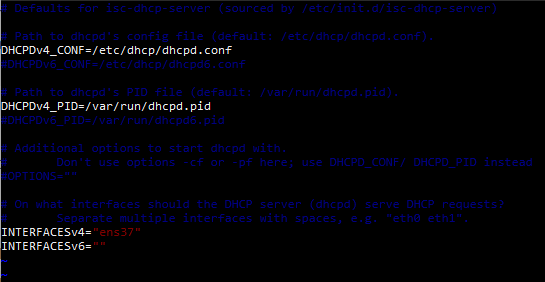 # Defaults for isc-dhcp-server (sourced by /etc/init.d/isc-dhcp-server)
# Path to dhcpd's config file (default: /etc/dhcp/dhcpd.conf).
DHCPDv4_CONF=/etc/dhcp/dhcpd.conf
#DHCPDv6_CONF=/etc/dhcp/dhcpd6.conf
# Path to dhcpd's PID file (default: /var/run/dhcpd.pid).
DHCPDv4_PID=/var/run/dhcpd.pid
#DHCPDv6_PID=/var/run/dhcpd6.pid
# Additional options to start dhcpd with.
# Don't use options -cf or -pf here; use DHCPD_CONF/ DHCPD_PID instead
#OPTIONS=""
# On what interfaces should the DHCP server (dhcpd) serve DHCP requests?
# Separate multiple interfaces with spaces, e.g. "eth0 eth1".
INTERFACESv4="ens37"
INTERFACESv6=""
~
~